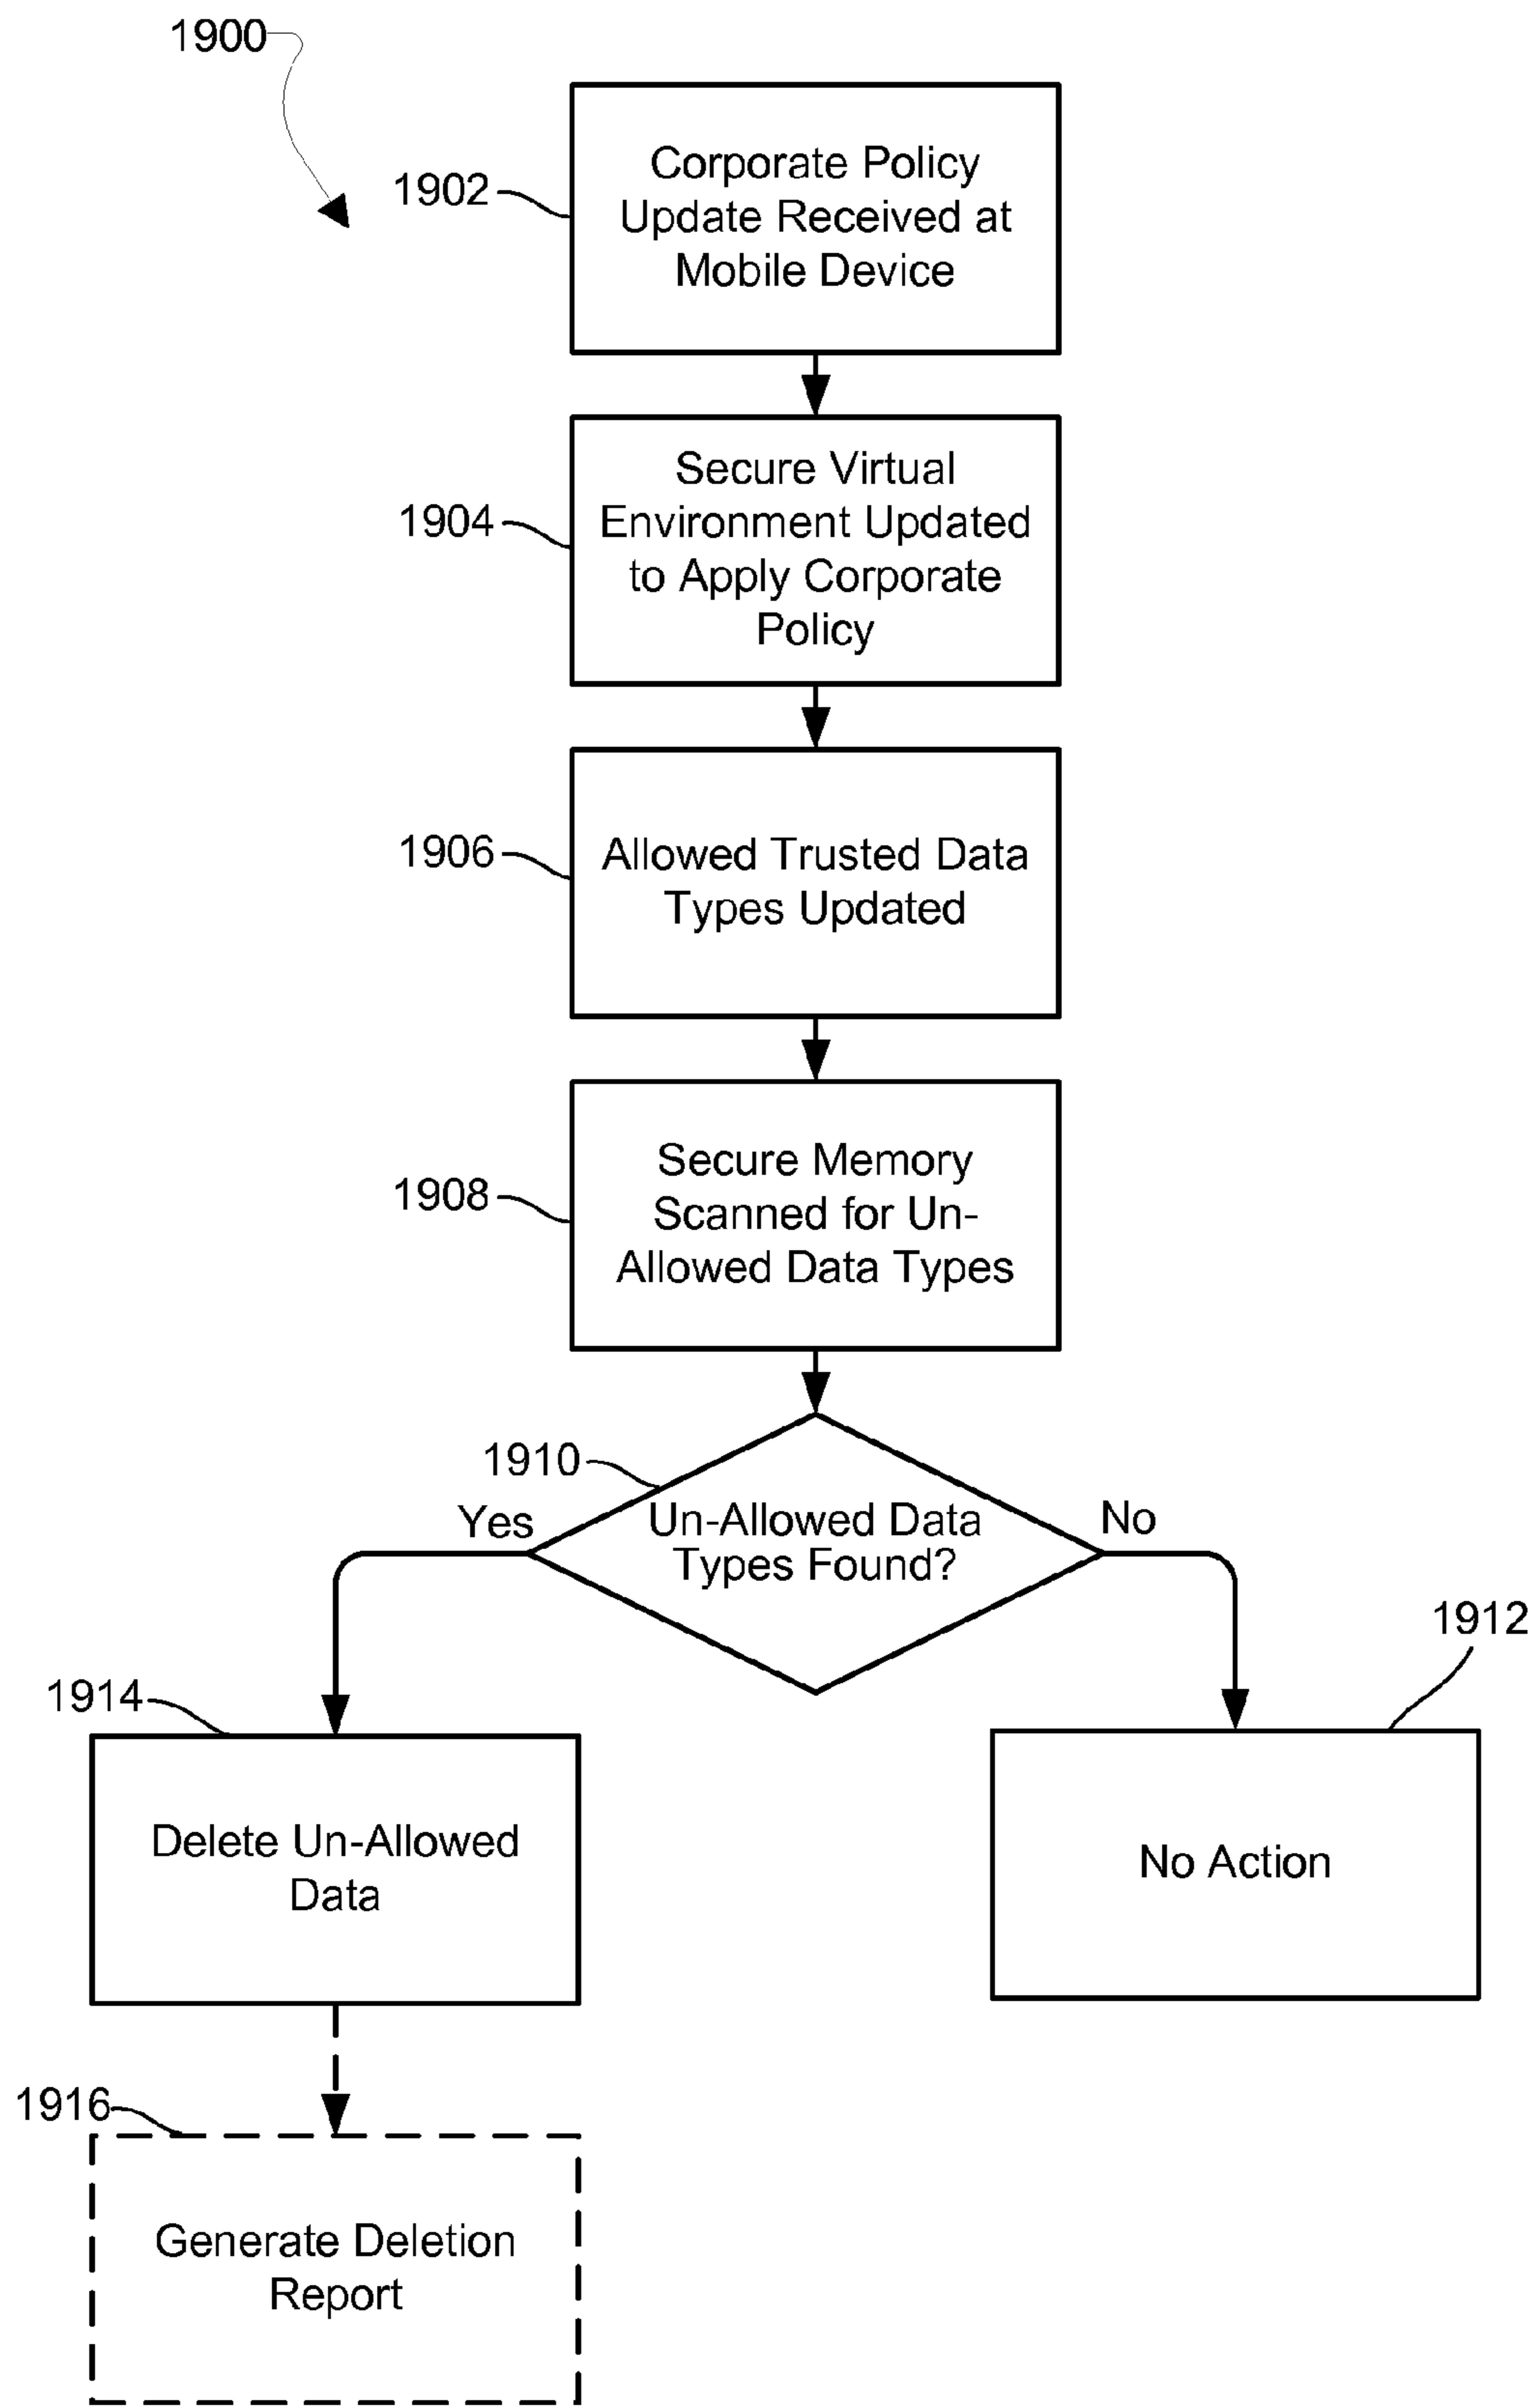 1900
1902
Corporate Policy
Update Received at
Mobile Device
1904
Secure Virtual
Environment Updated
to Apply Corporate
Policy
1906
Allowed Trusted Data
Types Updated
1908
Secure Memory
Scanned for Un-
Allowed Data Types
1910
Un-Allowed Data
Types Found?
Yes
No
1912
No Action
1914
Delete Un-Allowed
Data
1916
Generate Deletion
Report